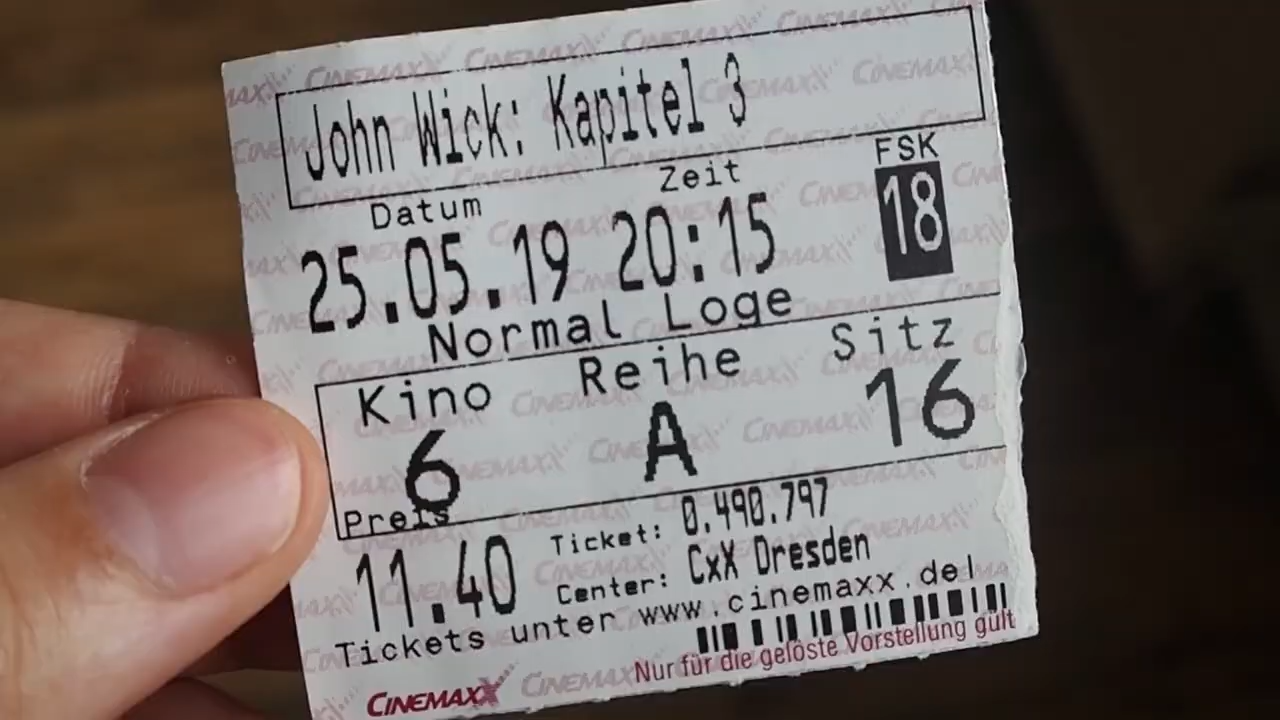 John Wick: Kapitel 3
Datum Zeit FSK
25.05.19 20:15 18
Normal Loge
Kino Reihe Sitz
6 A 16
Preis
11.40
Ticket: 0.490.797
Center: CxX Dresden
Tickets unter www.cinemaxx.de!
Nur für die gelöste Vorstellung gült
CINEMAXX